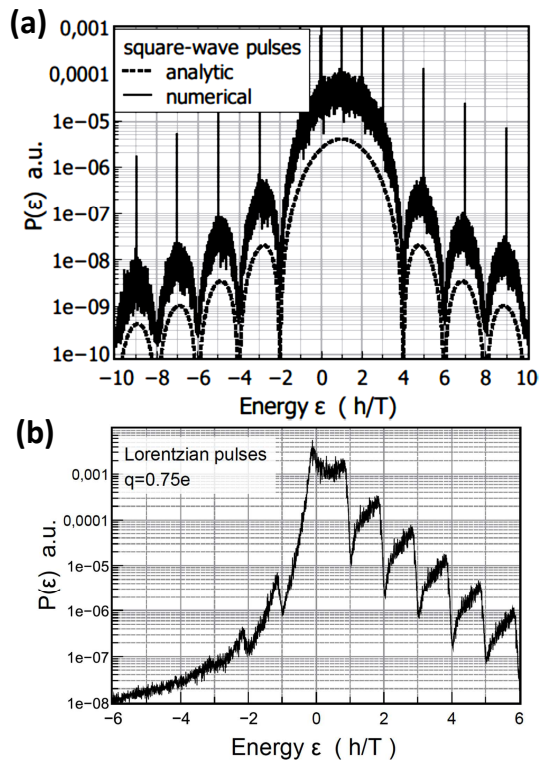 (a)
0,001
0,0001
1e-05
1e-06
1e-07
1e-08
1e-09
1e-10
P(ε) a.u.
square-wave pulses
analytic
numerical
-10 -8 -6 -4 -2 0 2 4 6 8 10
Energy ε ( h/T)
(b)
Lorentzian pulses
q=0.75e
0,001
0,0001
1e-05
1e-06
1e-07
1e-08
P(ε) a.u.
-6 -4 -2 0 2 4 6
Energy ε ( h/T)